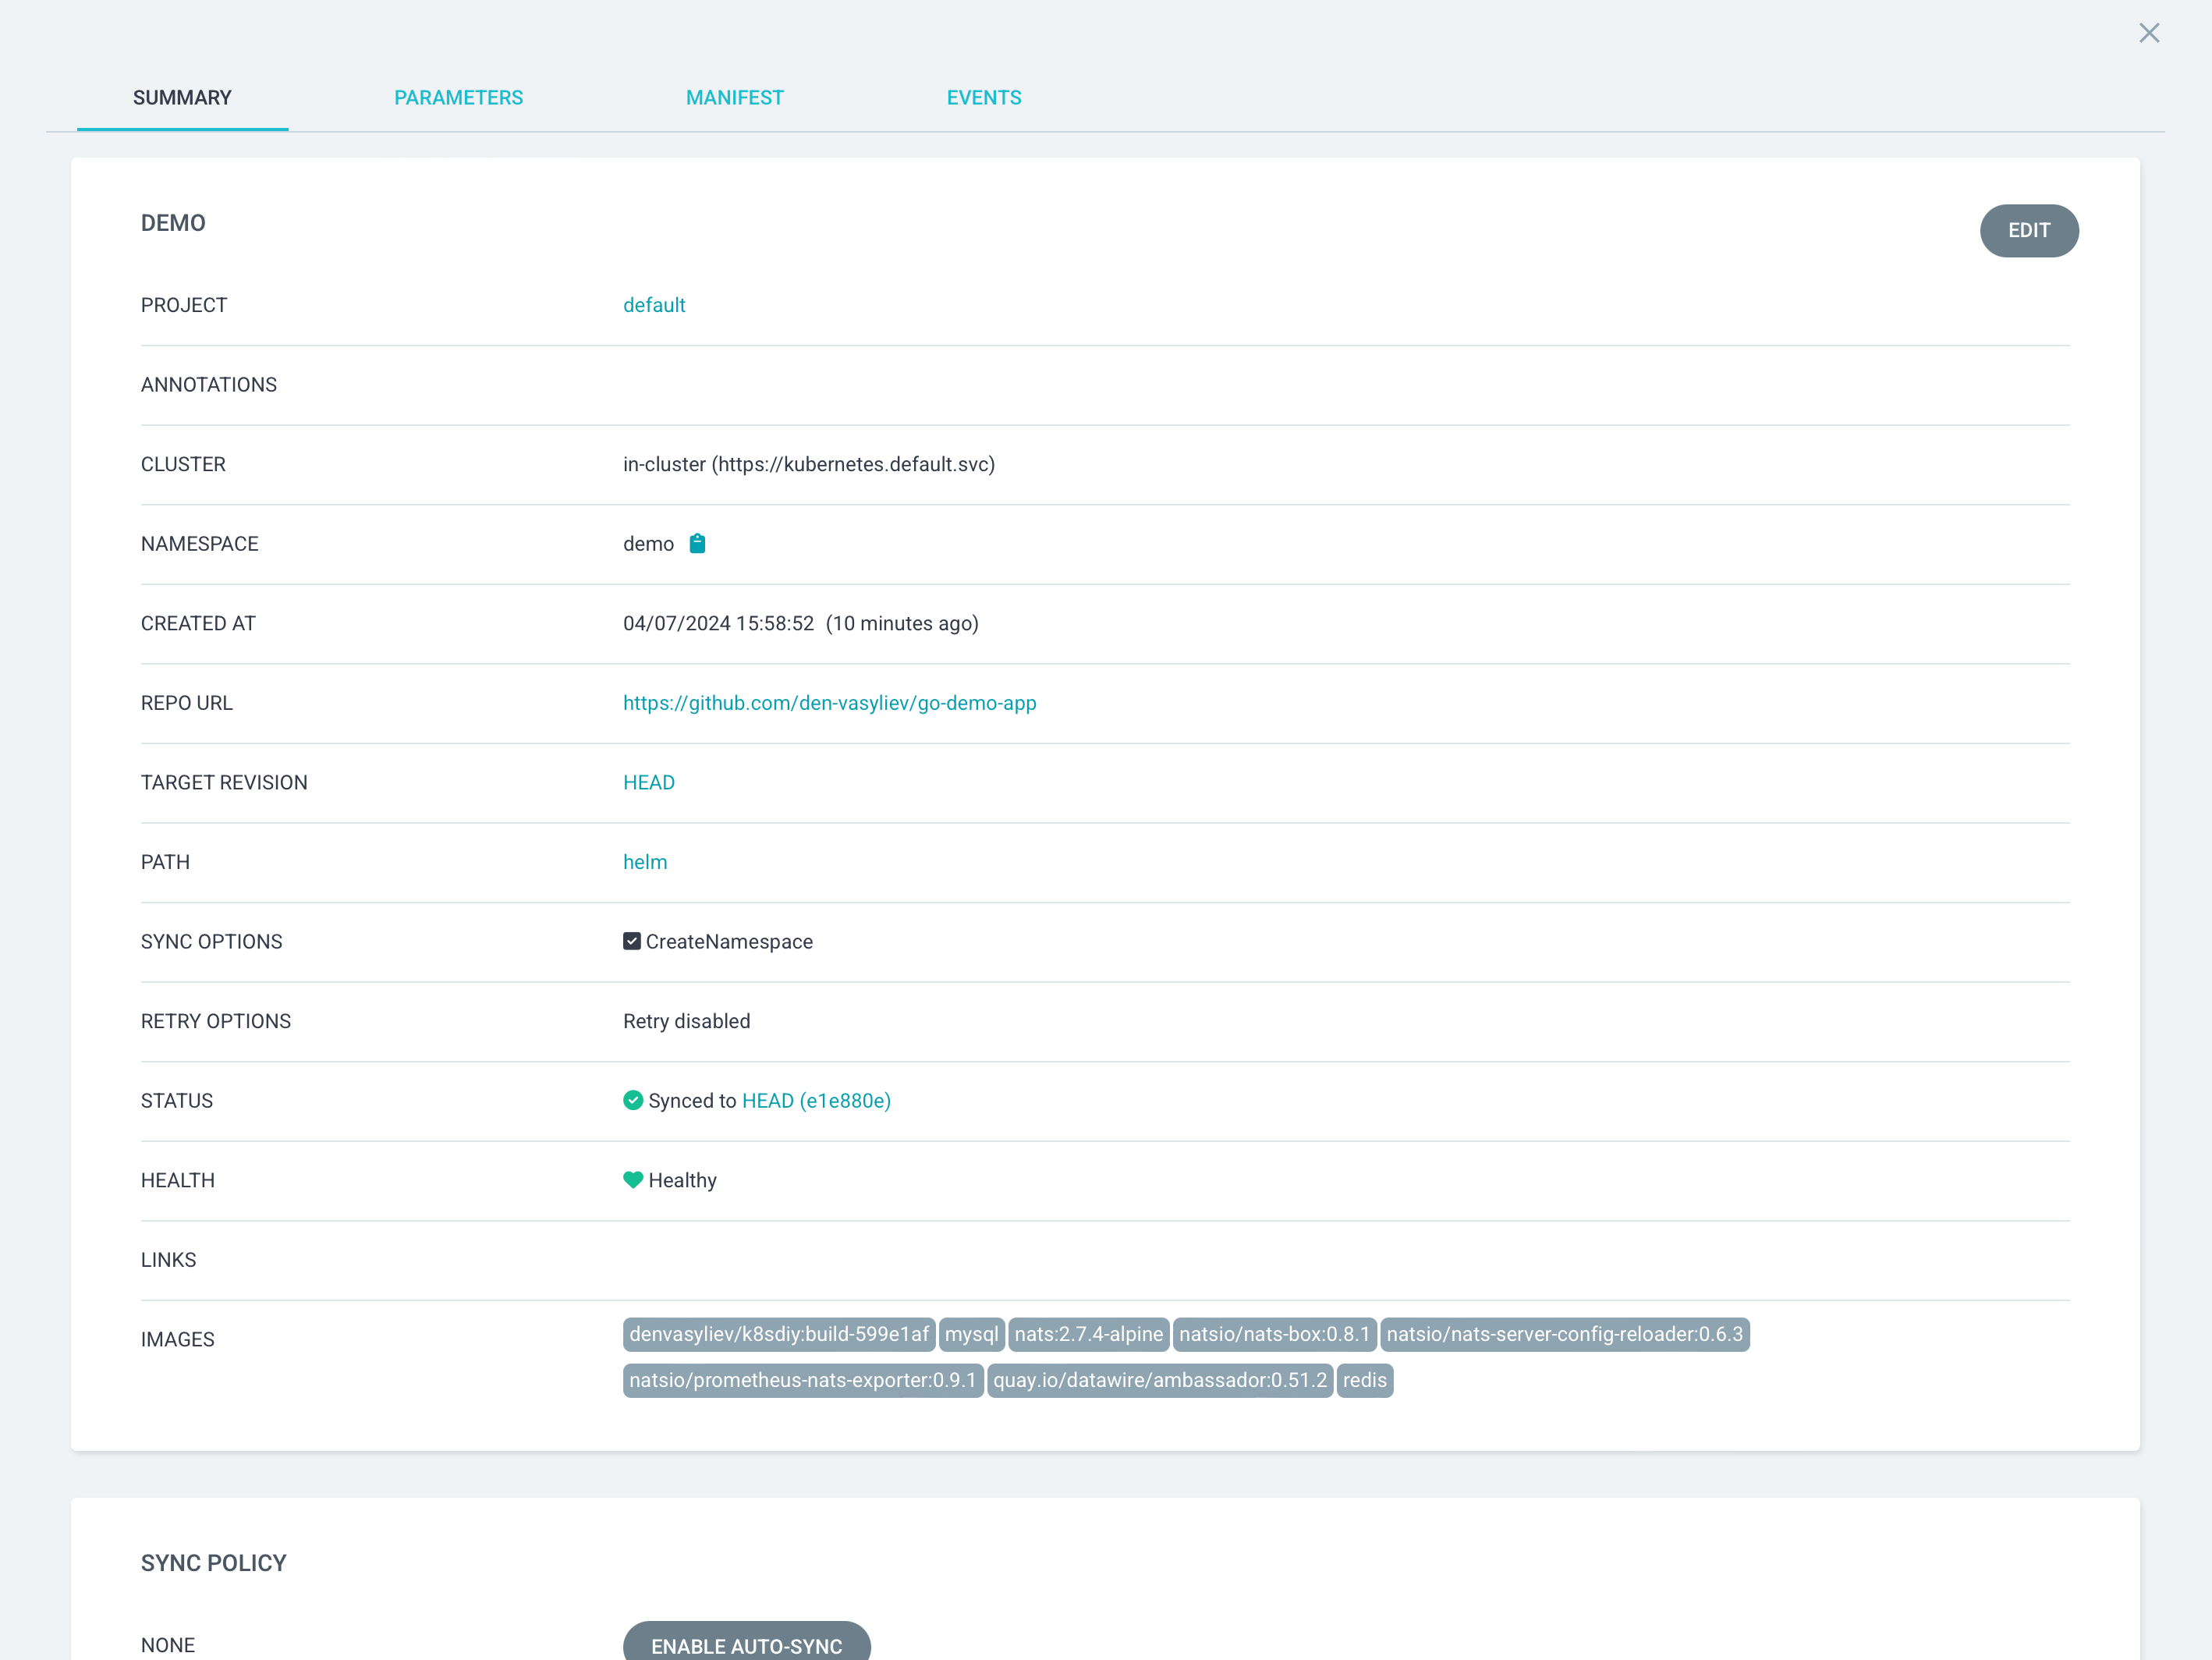 SUMMARY PARAMETERS MANIFEST EVENTS
DEMO EDIT
PROJECT default
ANNOTATIONS
CLUSTER in-cluster (https://kubernetes.default.svc)
NAMESPACE demo
CREATED AT 04/07/2024 15:58:52 (10 minutes ago)
REPO URL https://github.com/den-vasyliev/go-demo-app
TARGET REVISION HEAD
PATH helm
SYNC OPTIONS CreateNamespace
RETRY OPTIONS Retry disabled
STATUS Synced to HEAD (e1e880e)
HEALTH Healthy
LINKS
IMAGES denvasyliev/k8sdiy:build-599e1af mysql nats:2.7.4-alpine natsio/nats-box:0.8.1 natsio/nats-server-config-reloader:0.6.3
natsio/prometheus-nats-exporter:0.9.1 quay.io/datawire/ambassador:0.51.2 redis
SYNC POLICY
NONE ENABLE AUTO-SYNC